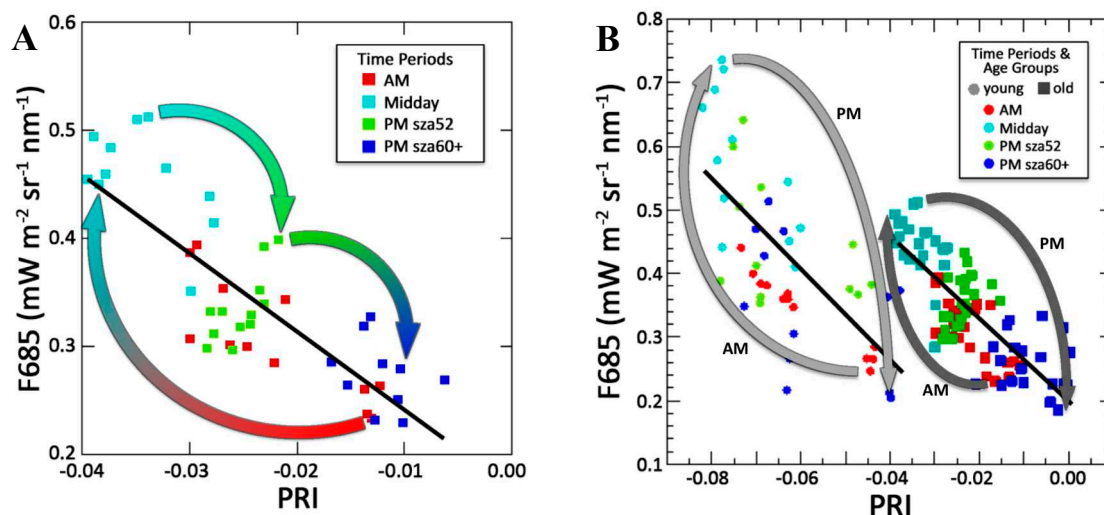 A
0.6
0.5
0.4
0.3
0.2
F685 (mW m⁻² sr⁻¹ nm⁻¹)
-0.04 -0.03 -0.02 -0.01 0.00
PRI
Time Periods
AM
Midday
PM sza52
PM sza60+
B
0.8
0.7
0.6
0.5
0.4
0.3
0.2
0.1
F685 (mW m⁻² sr⁻¹ nm⁻¹)
-0.08 -0.06 -0.04 -0.02 0.00
PRI
Time Periods &
Age Groups
young old
AM
Midday
PM sza52
PM sza60+
PM
PM
AM
AM